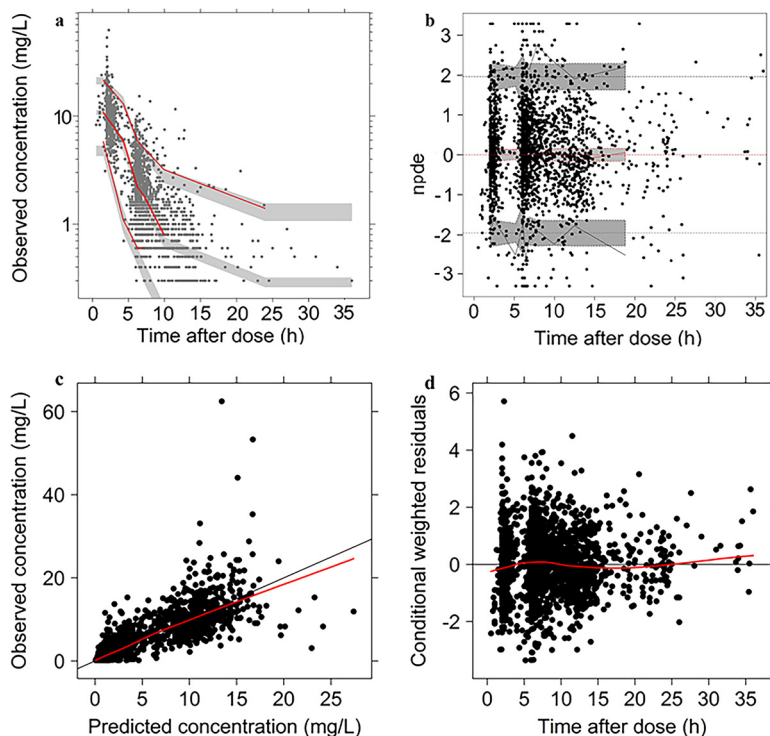 a
Observed concentration (mg/L)
10
1
0 5 10 15 20 25 30 35
Time after dose (h)
b
npde
3
2
1
0
-1
-2
-3
0 5 10 15 20 25 30 35
Time after dose (h)
c
Observed concentration (mg/L)
60
40
20
0
0 5 10 15 20 25
Predicted concentration (mg/L)
d
Conditional weighted residuals
6
4
2
0
-2
0 5 10 15 20 25 30 35
Time after dose (h)